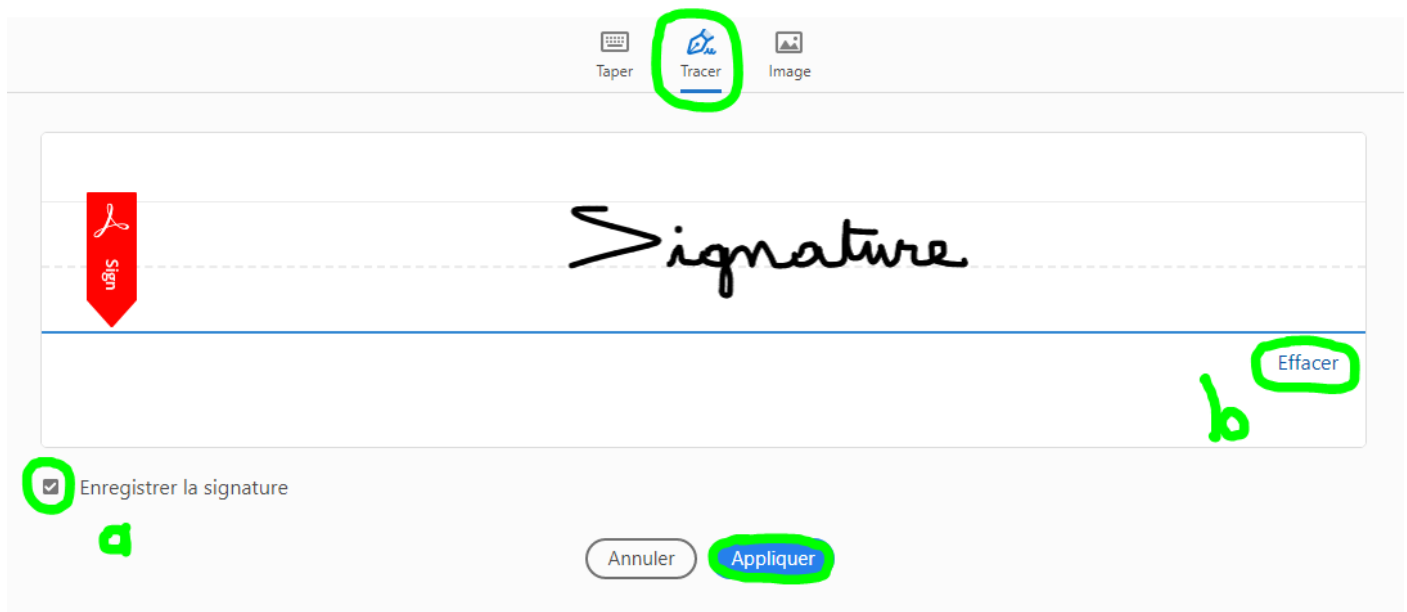 Taper Tracer Image
Sign
Signature
Effacer
b
Enregistrer la signature
a
Annuler Appliquer